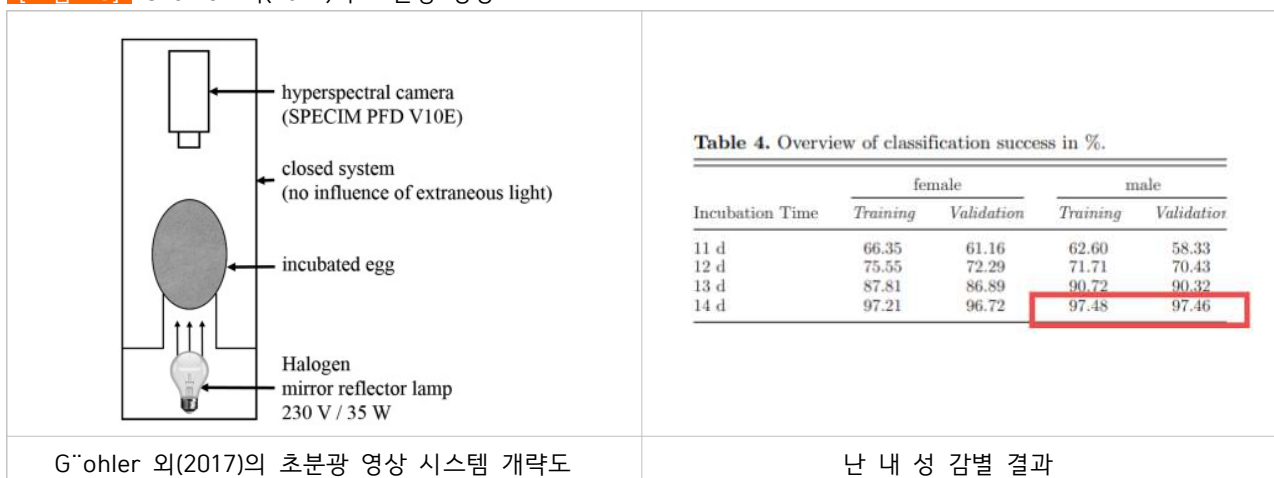 hyperspectral camera
(SPECIM PFD V10E)
closed system
(no influence of extraneous light)
incubated egg
Halogen
mirror reflector lamp
230 V / 35 W
Table 4. Overview of classification success in %.
female male
Incubation Time Training Validation Training Validation
11 d 66.35 61.16 62.60 58.33
12 d 75.55 72.29 71.71 70.43
13 d 87.81 86.89 90.72 90.32
14 d 97.21 96.72 97.48 97.46
G¨ohler 외(2017)의 초분광 영상 시스템 개략도
난 내 성 감별 결과